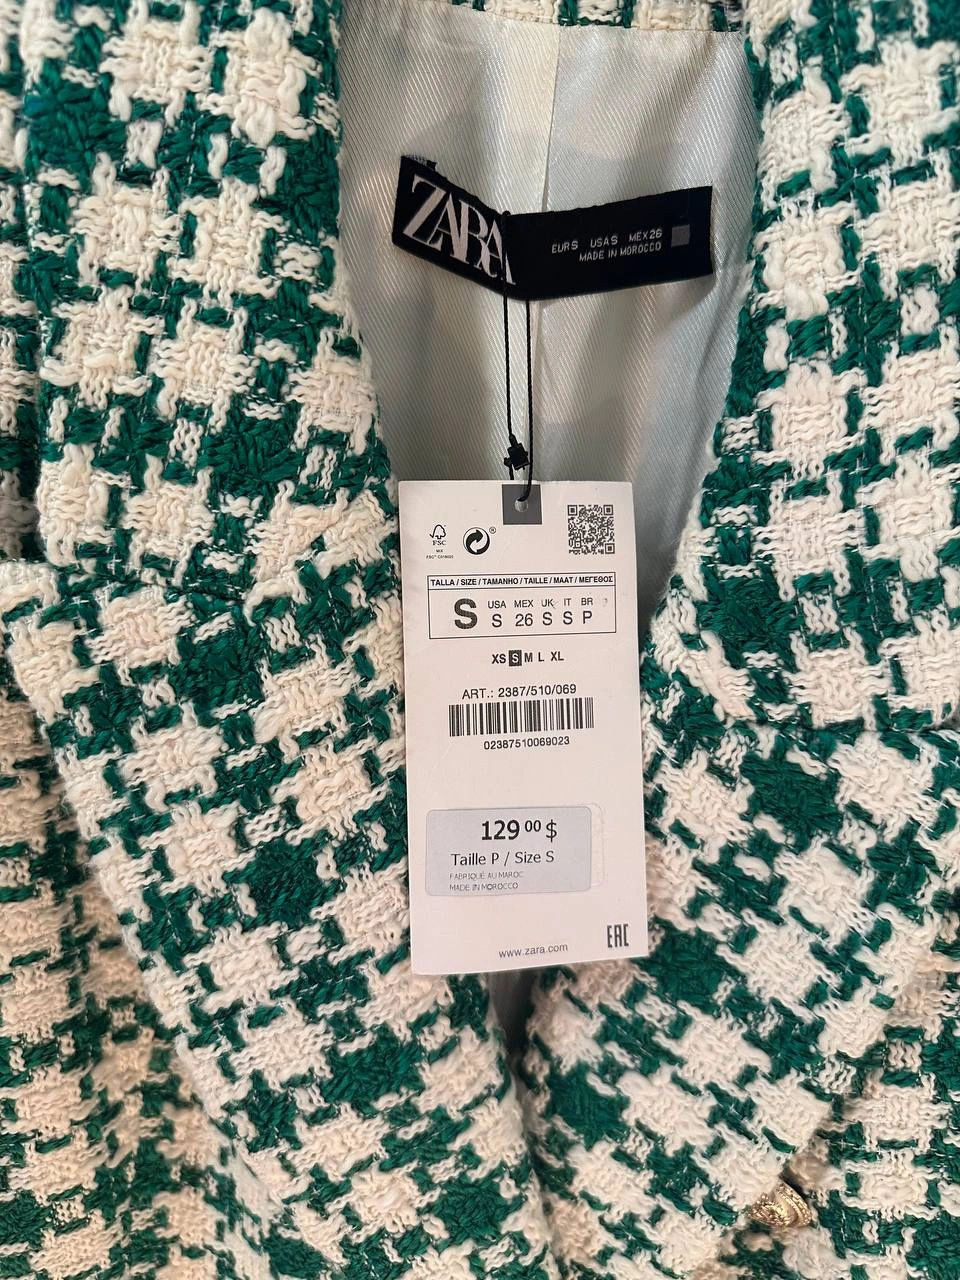 ZARA
EUR S USA S MEX 26
MADE IN MOROCCO
FSC
MIX
®
TALLA / SIZE / TAMANHO / TAILLE / MAAT / ΜΕΓΕΘΟΣ
S
USA MEX UK IT BR
S 26 S S P
XS S M L XL
ART.: 2387/510/069
02387510069023
129 00 $
Taille P / Size S
FABRIQUÉ AU MAROC
MADE IN MOROCCO
www.zara.com
EAC